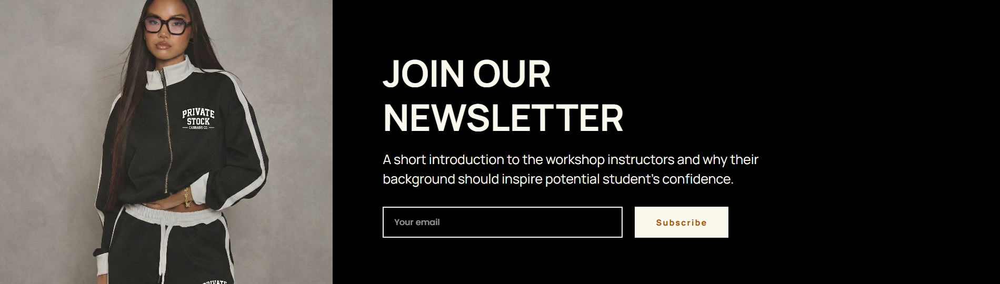 PRIVATE
STOCK
CANNABIS CO.
PRIVATE
JOIN OUR
NEWSLETTER
A short introduction to the workshop instructors and why their
background should inspire potential student’s confidence.
Your email
Subscribe